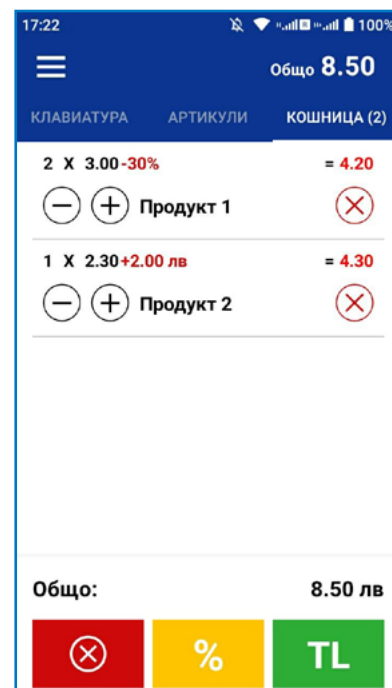 17:22 100%
Общо 8.50
КЛАВИАТУРА АРТИКУЛИ КОШНИЦА (2)
2 X 3.00-30% = 4.20
Продукт 1
1 X 2.30+2.00 лв = 4.30
Продукт 2
Общо: 8.50 лв
% TL